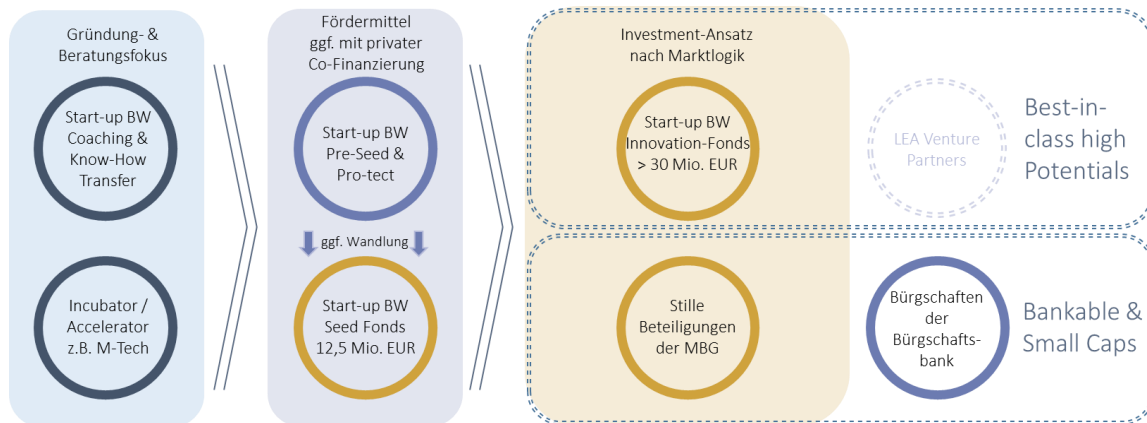 Gründung- &
Beratungsfokus
Start-up BW
Coaching &
Know-How
Transfer
Incubator /
Accelerator
z.B. M-Tech
Fördermittel
ggf. mit privater
Co-Finanzierung
Start-up BW
Pre-Seed &
Pro-tect
ggf. Wandlung
Start-up BW
Seed Fonds
12,5 Mio. EUR
Investment-Ansatz
nach Marktlogik
Start-up BW
Innovation-Fonds
> 30 Mio. EUR
LEA Venture
Partners
Best-in-
class high
Potentials
Stille
Beteiligungen
der MBG
Bürgschaften
der
Bürgschafts-
bank
Bankable &
Small Caps